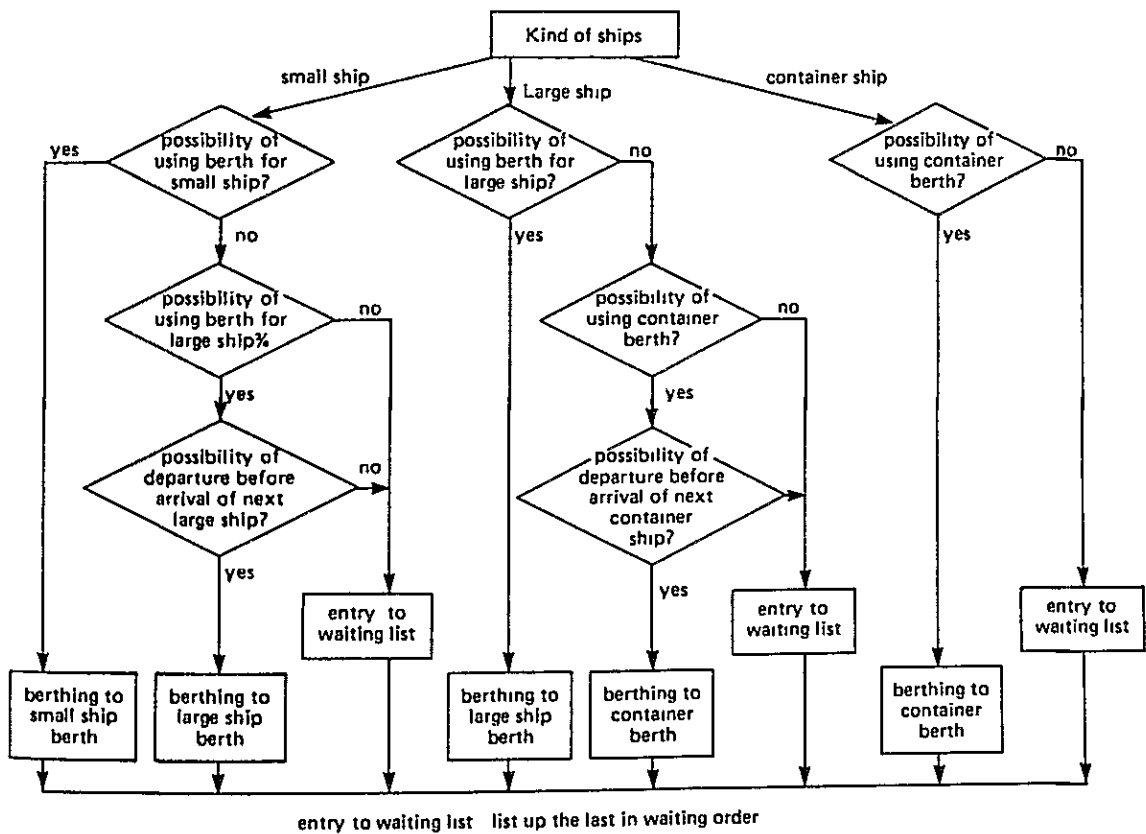 Kind of ships
small ship
Large ship
container ship
possibility of
using berth for
small ship?
yes
no
possibility of
using berth for
large ship?
no
yes
possibility of
using container
berth?
no
yes
possibility of
using berth for
large ship%
no
yes
possibility of
using container
berth?
no
yes
possibility of
departure before
arrival of next
large ship?
no
yes
possibility of
departure before
arrival of next
container
ship?
yes
entry to
waiting list
entry to
waiting list
entry to
waiting list
berthing to
small ship
berth
berthing to
large ship
berth
berthing to
large ship
berth
berthing to
container
berth
berthing to
container
berth
entry to waiting list list up the last in waiting order